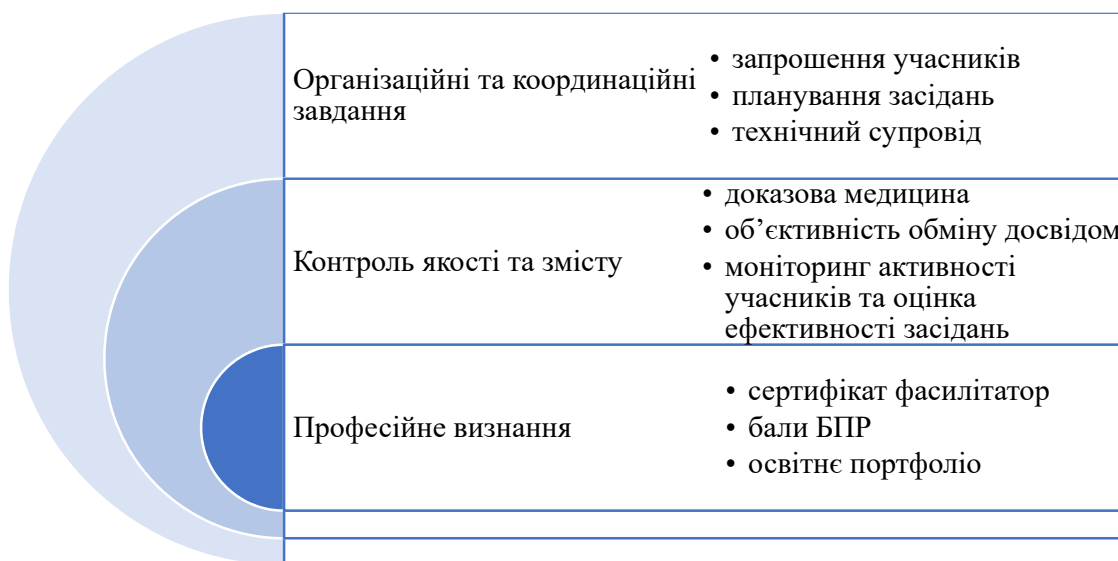 Організаційні та координаційні
завдання
• запрошення учасників
• планування засідань
• технічний супровід
Контроль якості та змісту
• доказова медицина
• об’єктивність обміну досвідом
• моніторинг активності
учасників та оцінка
ефективності засідань
Професійне визнання
• сертифікат фасилітатор
• бали БПР
• освітнє портфоліо